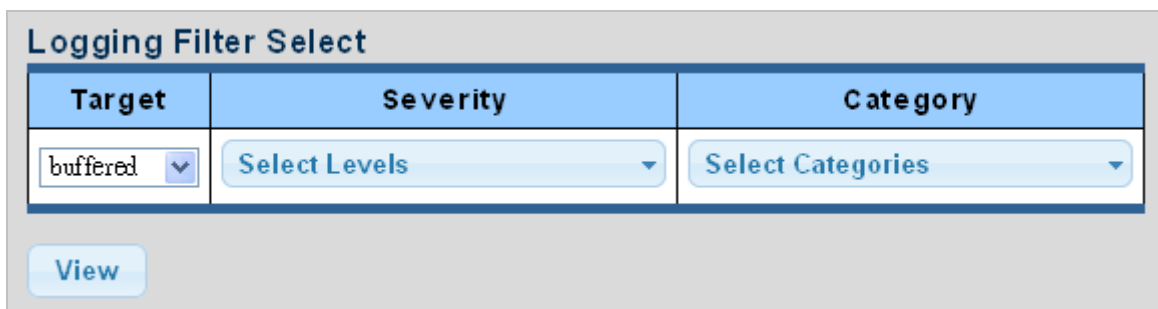 Logging Filter Select
Target Severity Category
buffered Select Levels Select Categories
View